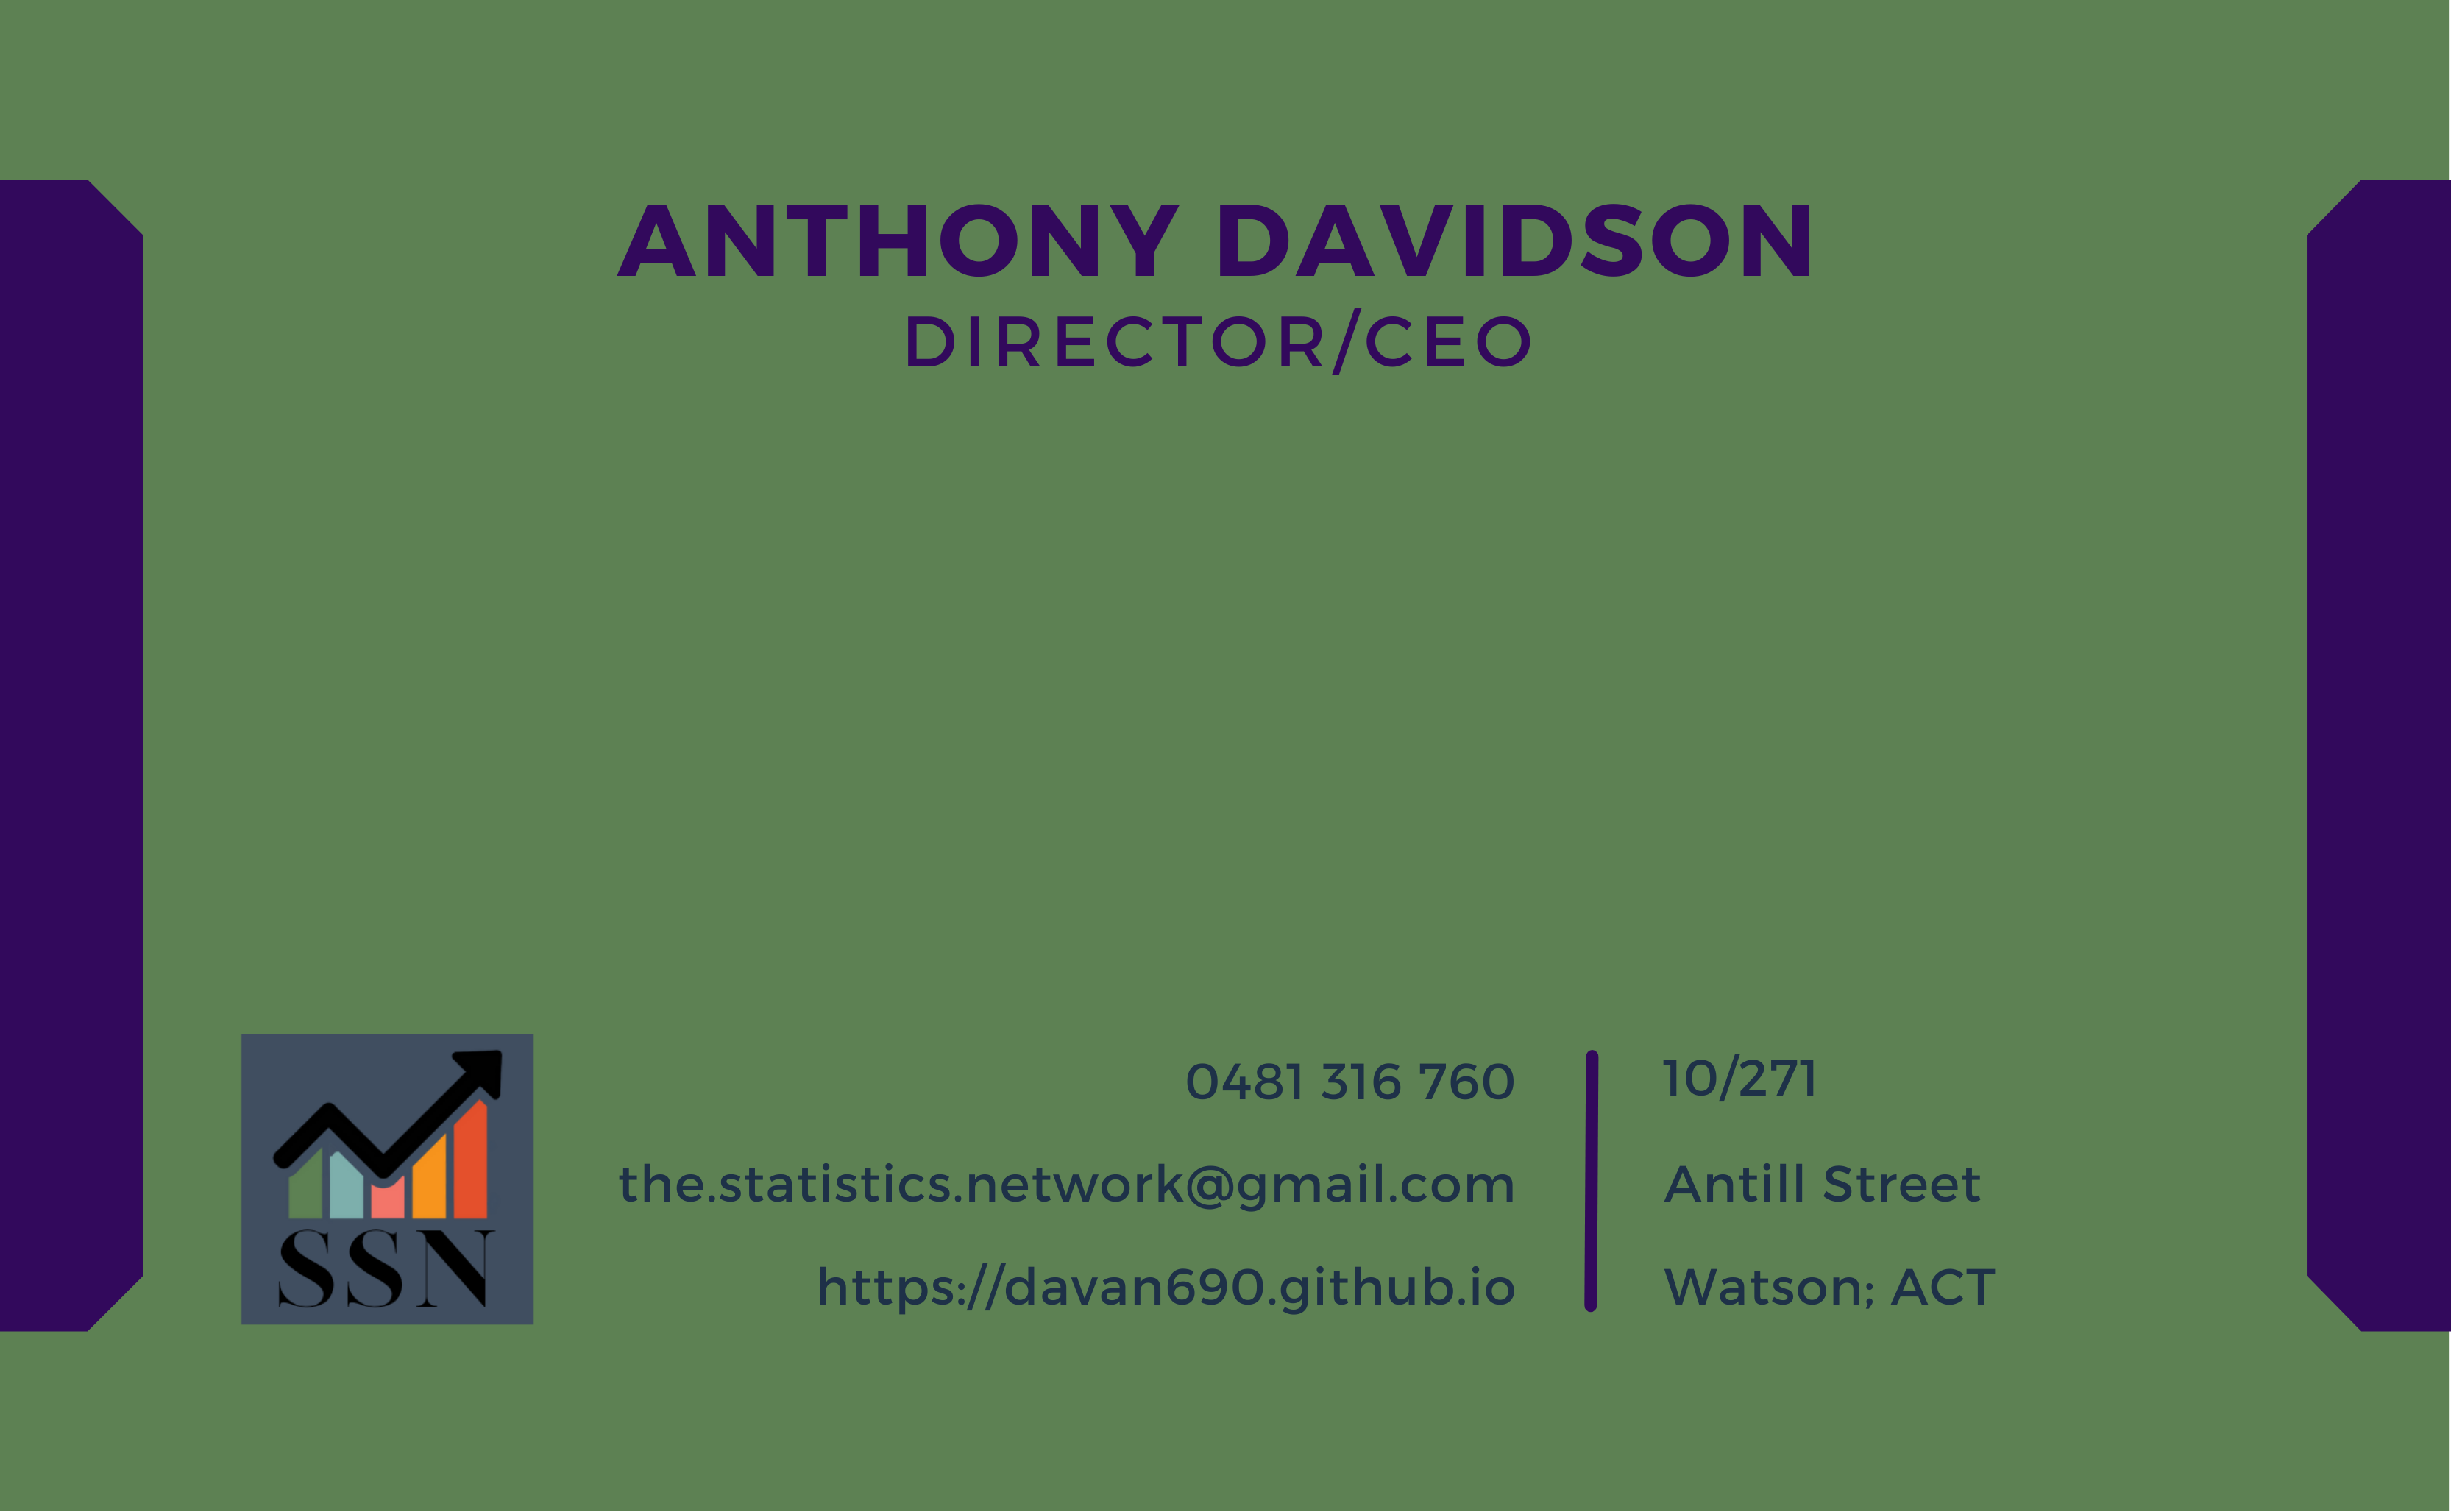 ANTHONY DAVIDSON
DIRECTOR/CEO
0481 316 760
the.statistics.network@gmail.com
https://davan690.github.io
10/271
Antill Street
Watson; ACT
SSN